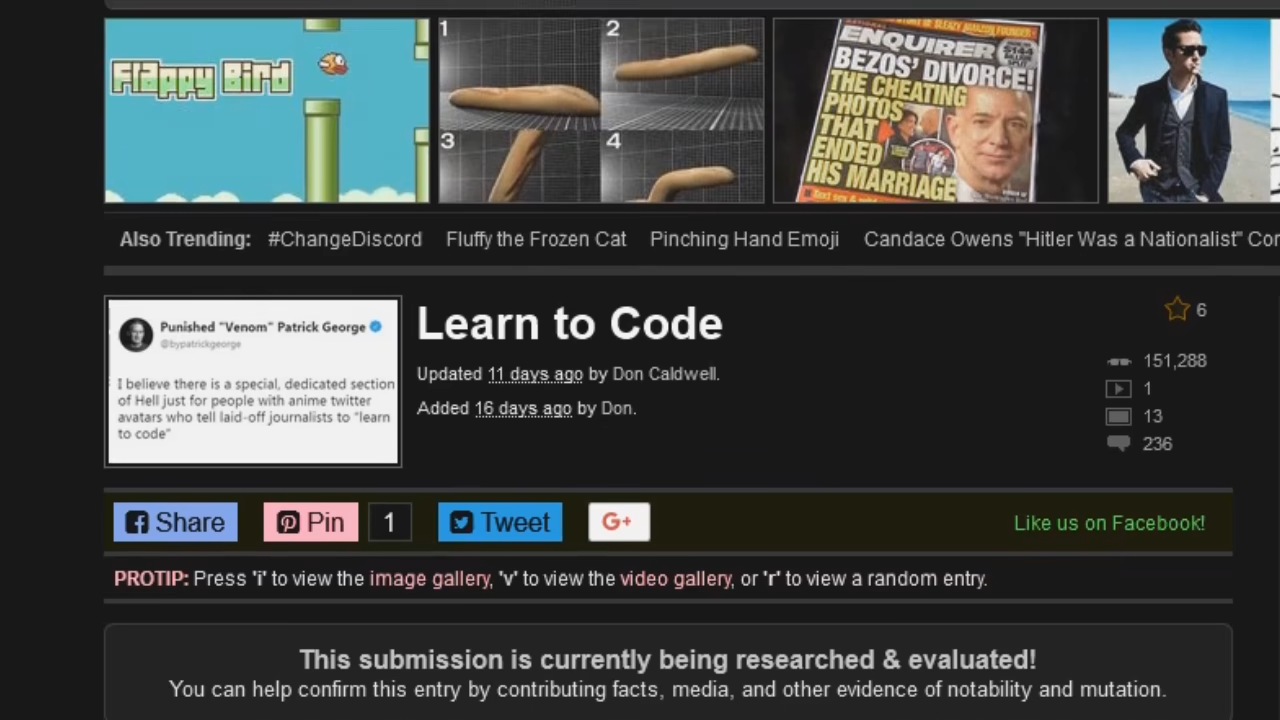 Flappy Bird
1
2
3
4
ENQUIRER
BEZOS' DIVORCE!
THE CHEATING
PHOTOS
THAT
ENDED
HIS MARRIAGE
Also Trending: #ChangeDiscord Fluffy the Frozen Cat Pinching Hand Emoji Candace Owens "Hitler Was a Nationalist" Cor
Punished "Venom" Patrick George
@bypatrickgeorge
I believe there is a special, dedicated section
of Hell just for people with anime twitter
avatars who tell laid-off journalists to "learn
to code"
Learn to Code
Updated 11 days ago by Don Caldwell.
Added 16 days ago by Don.
6
151,288
1
13
236
Share Pin 1 Tweet G+
Like us on Facebook!
PROTIP: Press 'i' to view the image gallery, 'v' to view the video gallery, or 'r' to view a random entry.
This submission is currently being researched & evaluated!
You can help confirm this entry by contributing facts, media, and other evidence of notability and mutation.